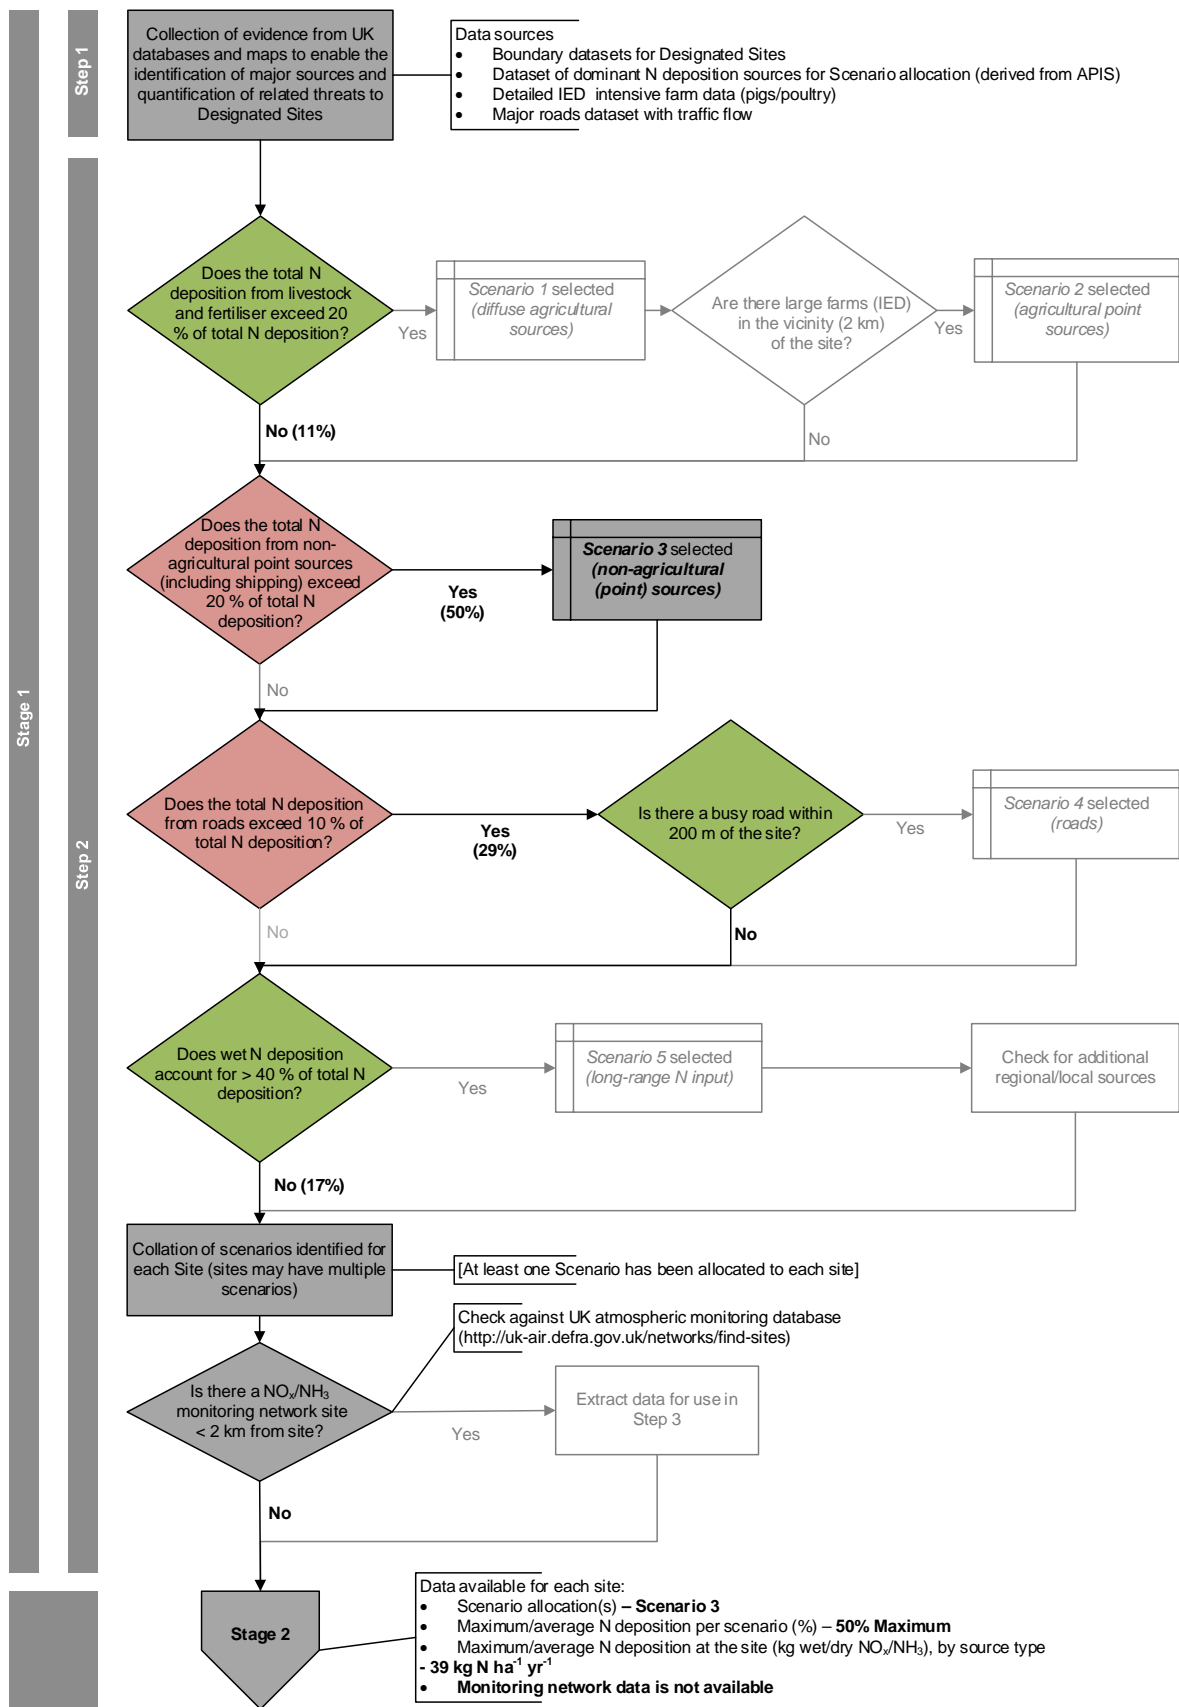 Stage 1
Step 1
Step 2
Collection of evidence from UK
databases and maps to enable the
identification of major sources and
quantification of related threats to
Designated Sites
Data sources
• Boundary datasets for Designated Sites
• Dataset of dominant N deposition sources for Scenario allocation (derived from APIS)
• Detailed IED intensive farm data (pigs/poultry)
• Major roads dataset with traffic flow
Does the total N
deposition from livestock
and fertiliser exceed 20
% of total N deposition?
Yes
Scenario 1 selected
(diffuse agricultural
sources)
Are there large farms (IED)
in the vicinity (2 km)
of the site?
Yes
Scenario 2 selected
(agricultural point
sources)
No (11%)
No
Does the total N
deposition from non-
agricultural point sources
(including shipping) exceed
20 % of total N
deposition?
Yes
(50%)
Scenario 3 selected
(non-agricultural
(point) sources)
No
Does the total N deposition
from roads exceed 10 % of
total N deposition?
Yes
(29%)
Is there a busy road within
200 m of the site?
Yes
Scenario 4 selected
(roads)
No
No
Does wet N deposition
account for > 40 % of total N
deposition?
Yes
Scenario 5 selected
(long-range N input)
Check for additional
regional/local sources
No (17%)
Collation of scenarios identified for
each Site (sites may have multiple
scenarios)
[At least one Scenario has been allocated to each site]
Check against UK atmospheric monitoring database
(http://uk-air.defra.gov.uk/networks/find-sites)
Is there a NOₓ/NH₃
monitoring network site
< 2 km from site?
Yes
Extract data for use in
Step 3
No
Stage 2
Data available for each site:
• Scenario allocation(s) – Scenario 3
• Maximum/average N deposition per scenario (%) – 50% Maximum
• Maximum/average N deposition at the site (kg wet/dry NOₓ/NH₃), by source type
- 39 kg N ha⁻¹ yr⁻¹
• Monitoring network data is not available